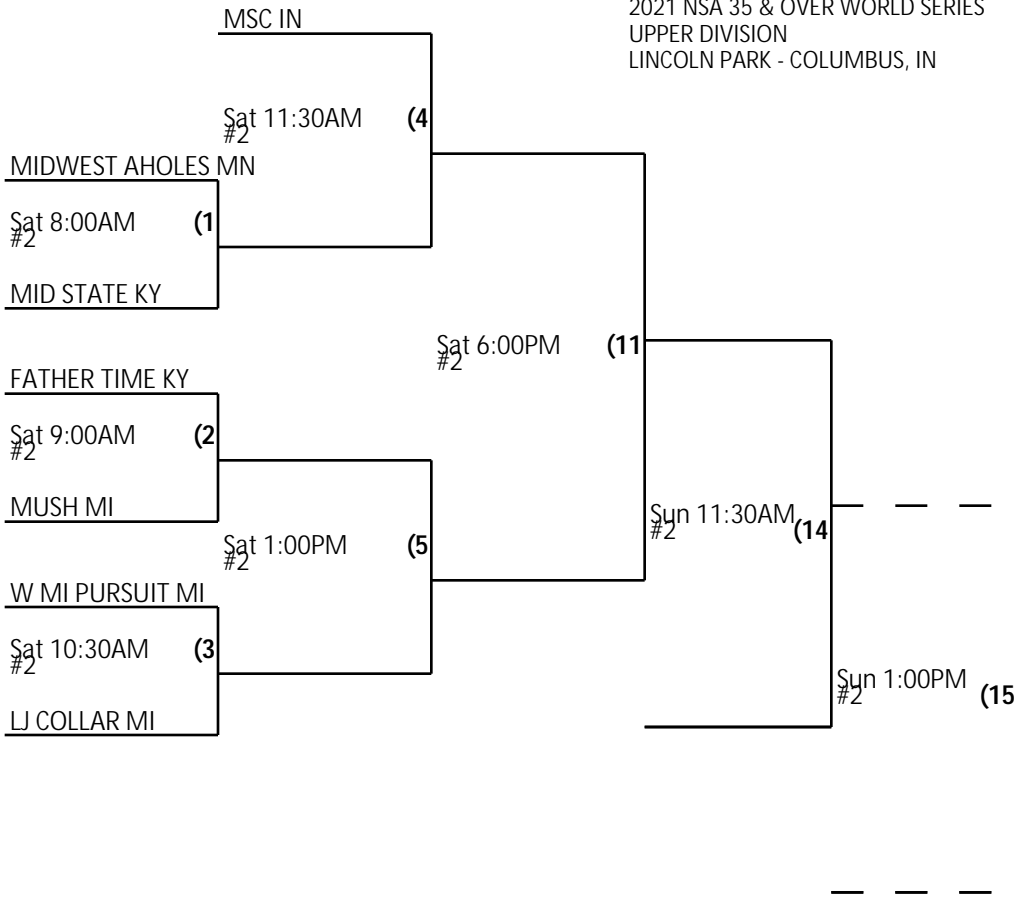 2021 NSA 35 & OVER WORLD SERIES
UPPER DIVISION
LINCOLN PARK - COLUMBUS, IN
MSC IN
Sat 11:30AM (4
#2
MIDWEST AHOLES MN
Sat 8:00AM (1
#2
MID STATE KY
Sat 6:00PM (11
#2
FATHER TIME KY
Sat 9:00AM (2
#2
MUSH MI
Sun 11:30AM (14
#2
Sat 1:00PM (5
#2
W MI PURSUIT MI
Sat 10:30AM (3
#2
LJ COLLAR MI
Sun 1:00PM (15
#2